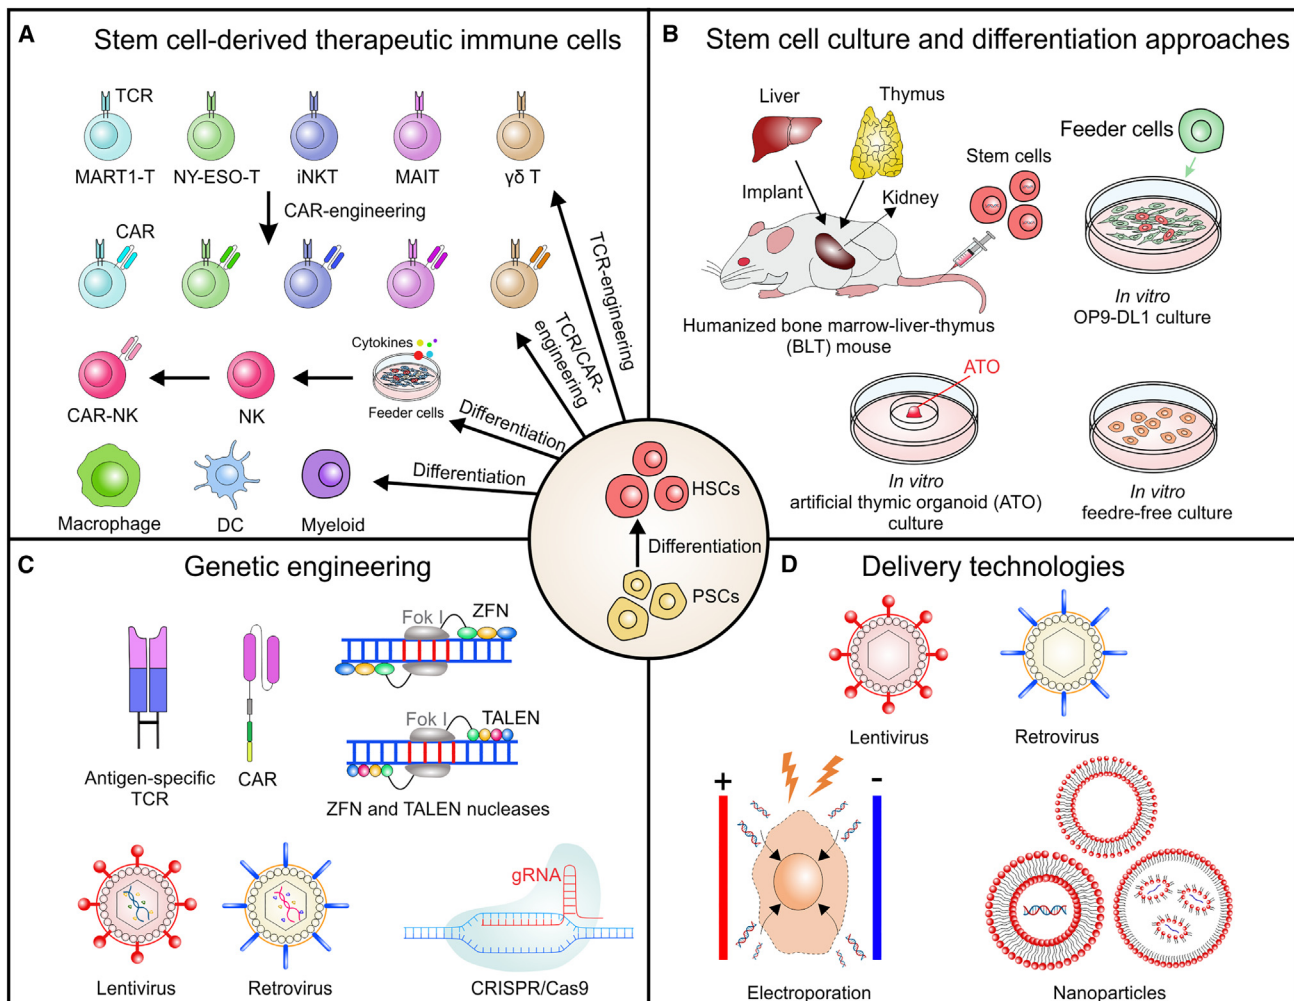 A
Stem cell-derived therapeutic immune cells
TCR
MART1-T
NY-ESO-T
iNKT
MAIT
γδ T
CAR-engineering
CAR
TCR-engineering
TCR/CAR-
engineering
Cytokines
Feeder cells
CAR-NK
NK
Differentiation
Differentiation
Macrophage
DC
Myeloid
HSCs
Differentiation
PSCs
B
Stem cell culture and differentiation approaches
Liver
Thymus
Implant
Kidney
Stem cells
Feeder cells
Humanized bone marrow-liver-thymus
(BLT) mouse
In vitro
OP9-DL1 culture
ATO
In vitro
artificial thymic organoid (ATO)
culture
In vitro
feedre-free culture
C
Genetic engineering
Antigen-specific
TCR
CAR
Fok I
ZFN
Fok I
TALEN
ZFN and TALEN nucleases
Lentivirus
Retrovirus
gRNA
CRISPR/Cas9
D
Delivery technologies
Lentivirus
Retrovirus
+
-
Electroporation
Nanoparticles